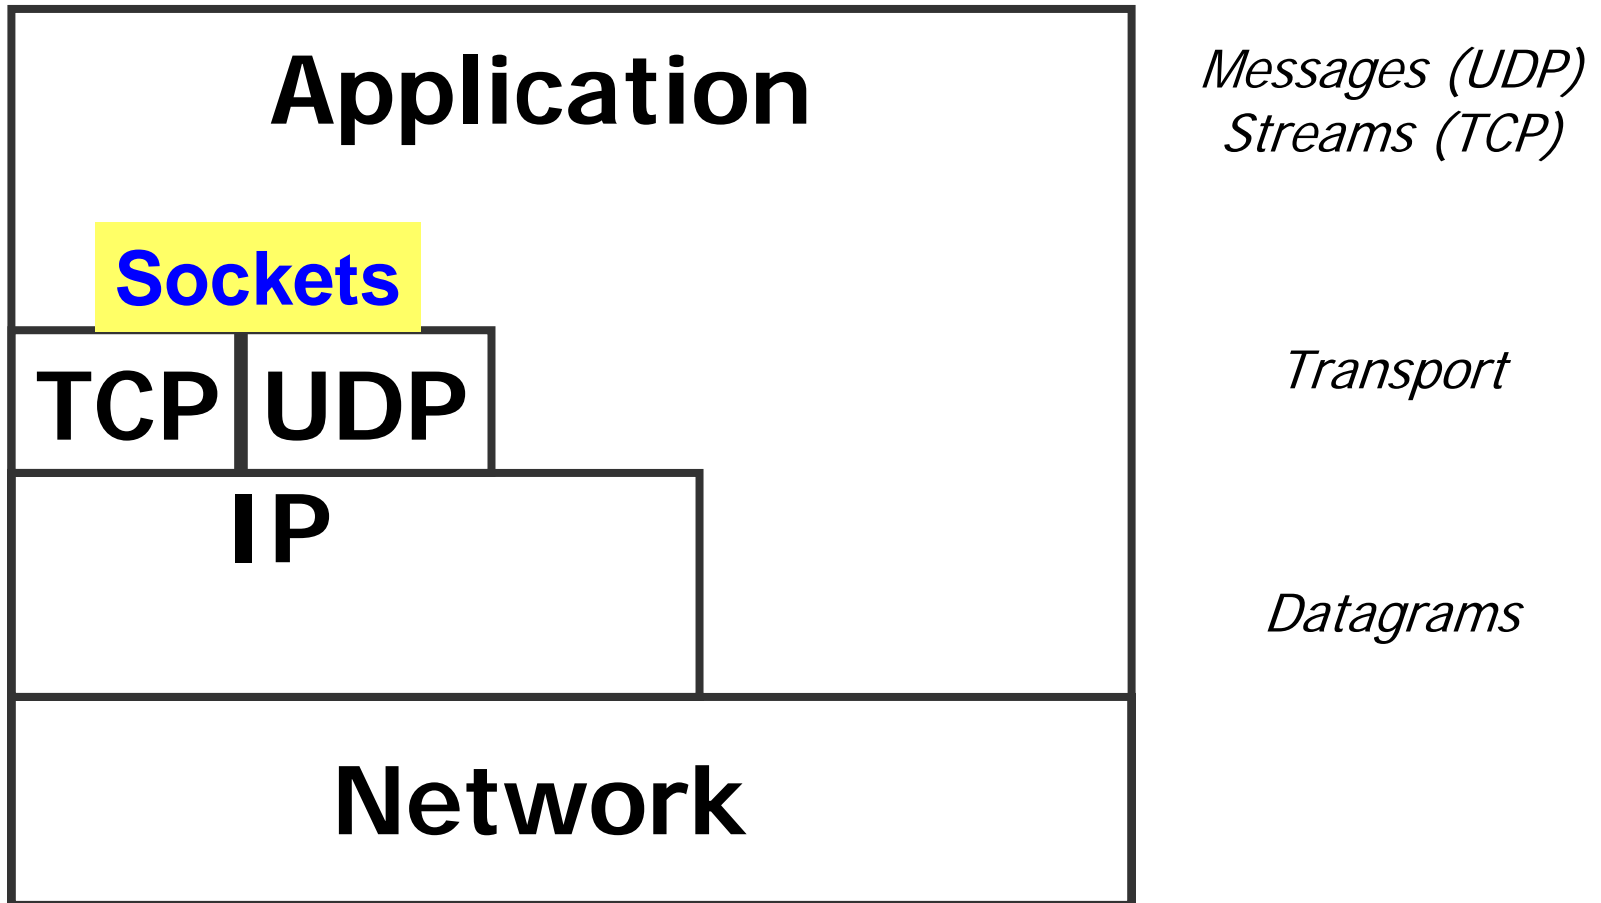 Application
Messages (UDP)
Streams (TCP)
Sockets
TCP UDP
Transport
IP
Datagrams
Network